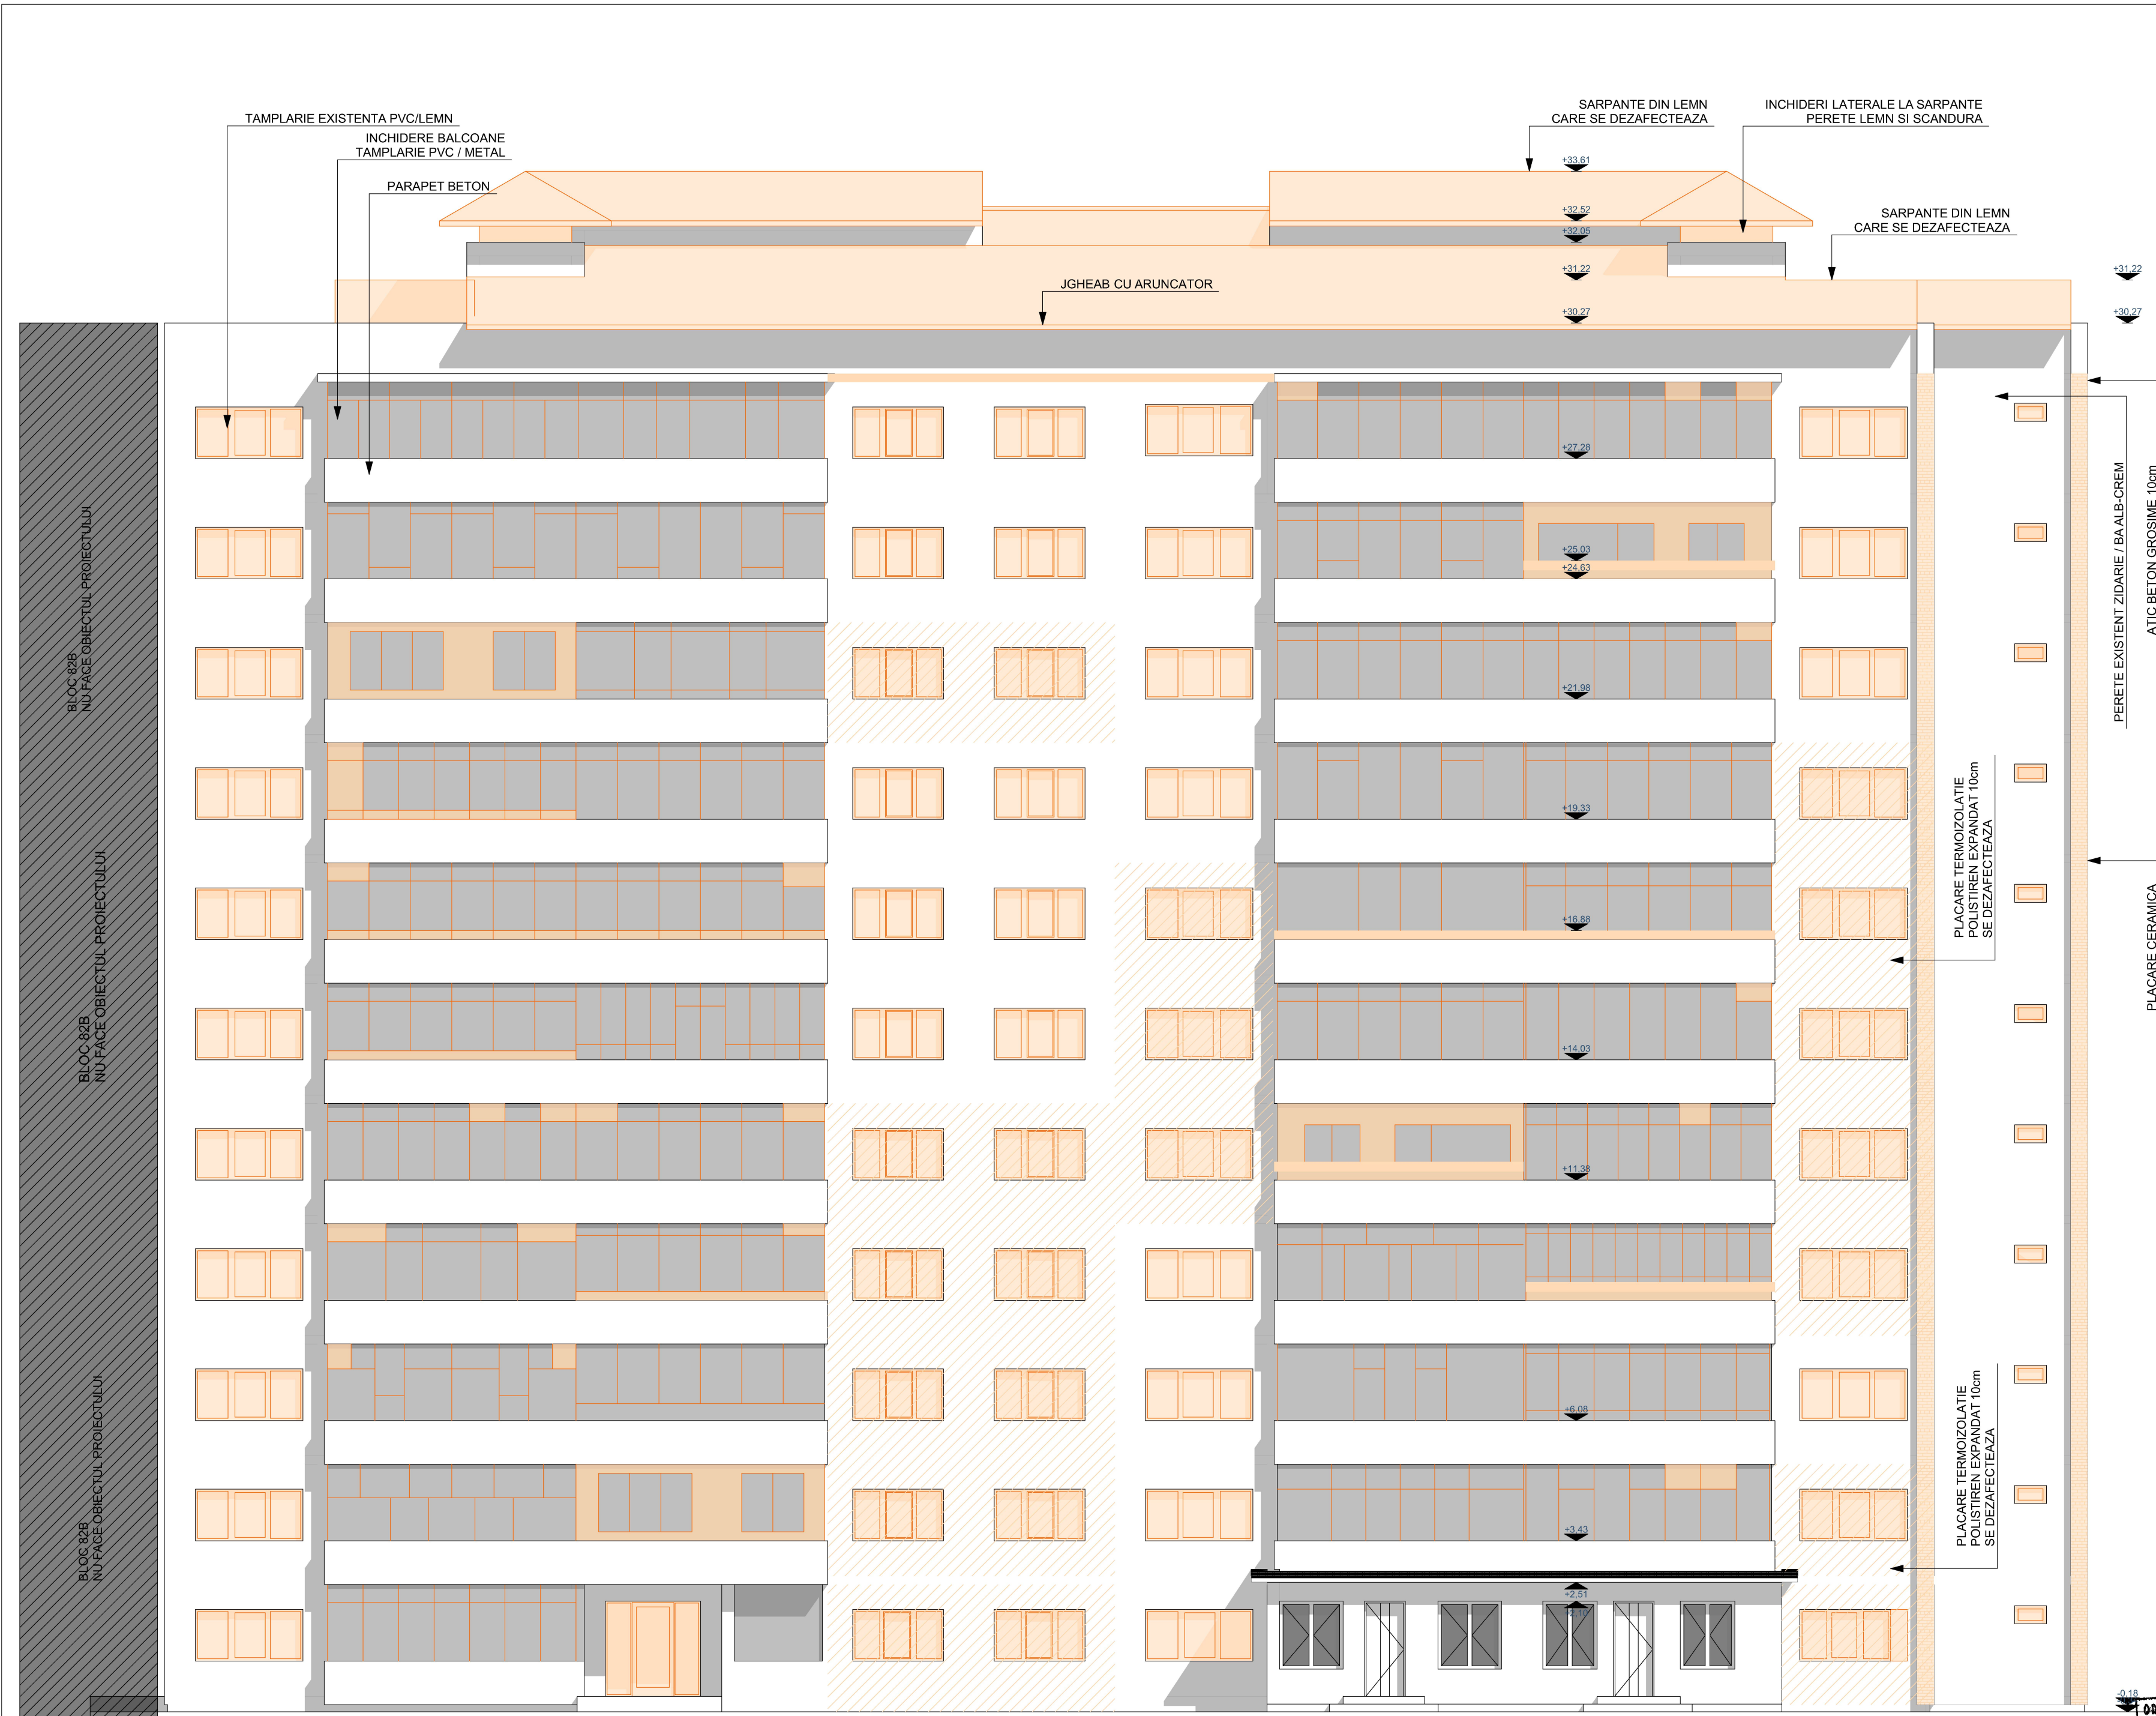 TAMPLARIE EXISTENTA PVC/LEMN
INCHIDERE BALCOANE
TAMPLARIE PVC / METAL
PARAPET BETON
SARPANTE DIN LEMN
CARE SE DEZAFECTEAZA
INCHIDERI LATERALE LA SARPANTE
PERETE LEMN SI SCANDURA
SARPANTE DIN LEMN
CARE SE DEZAFECTEAZA
JGHEAB CU ARUNCATOR
+33,61
+32,52
+32,05
+31,22
+30,27
+31,22
+30,27
+27,28
+25,03
+24,63
+21,98
+19,33
+16,88
+14,03
+11,38
+6,08
+3,43
+2,51
+2,10
-0,18
BLOC 82B
NU FACE OBIECTUL PROIECTULUI
BLOC 82B
NU FACE OBIECTUL PROIECTULUI
BLOC 82B
NU FACE OBIECTUL PROIECTULUI
PERETE EXISTENT ZIDARIE / BA ALB-CREM
ATIC BETON GROSIME 10cm
PLACARE TERMOIZOLATIE
POLISTIREN EXPANDAT 10cm
SE DEZAFECTEAZA
PLACARE CERAMICA
PLACARE TERMOIZOLATIE
POLISTIREN EXPANDAT 10cm
SE DEZAFECTEAZA